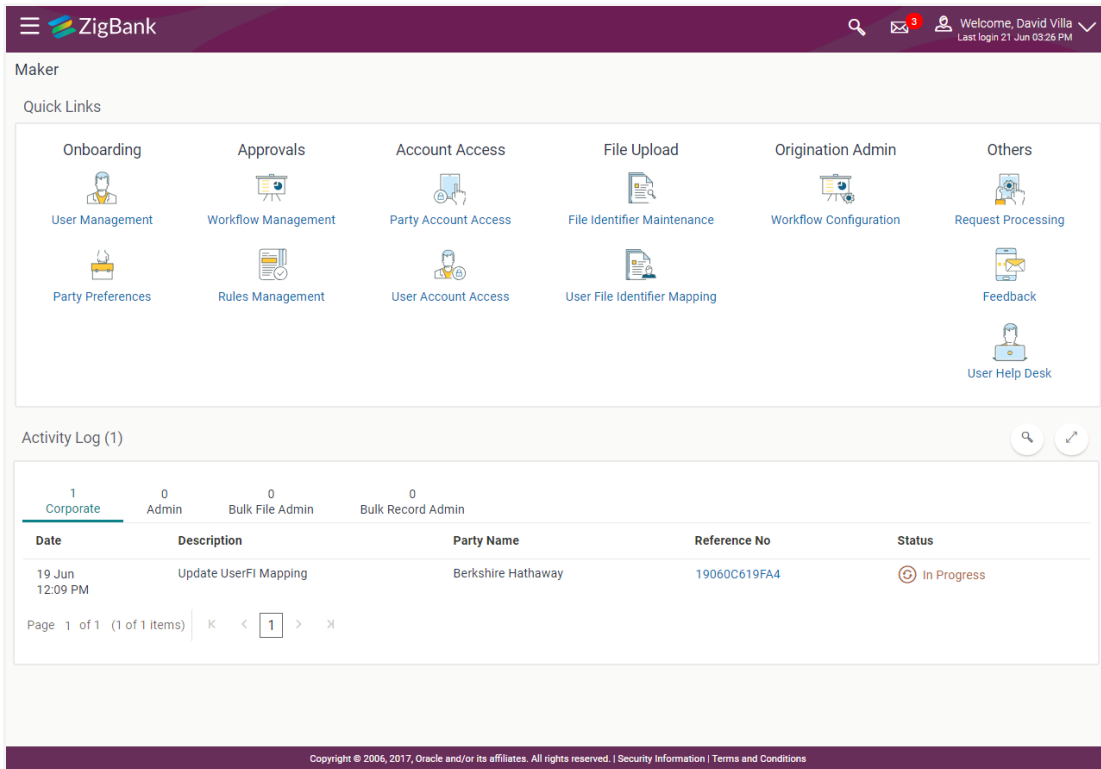 ZigBank
3
Welcome, David Villa
Last login 21 Jun 03:26 PM
Maker
Quick Links
Onboarding Approvals Account Access File Upload Origination Admin Others
User Management Workflow Management Party Account Access File Identifier Maintenance Workflow Configuration Request Processing
Party Preferences Rules Management User Account Access User File Identifier Mapping Feedback
User Help Desk
Activity Log (1)
1 0 0 0
Corporate Admin Bulk File Admin Bulk Record Admin
Date Description Party Name Reference No Status
19 Jun Update UserFI Mapping Berkshire Hathaway 19060C619FA4 In Progress
12:09 PM
Page 1 of 1 (1 of 1 items) 1
Copyright © 2006, 2017, Oracle and/or its affiliates. All rights reserved. | Security Information | Terms and Conditions